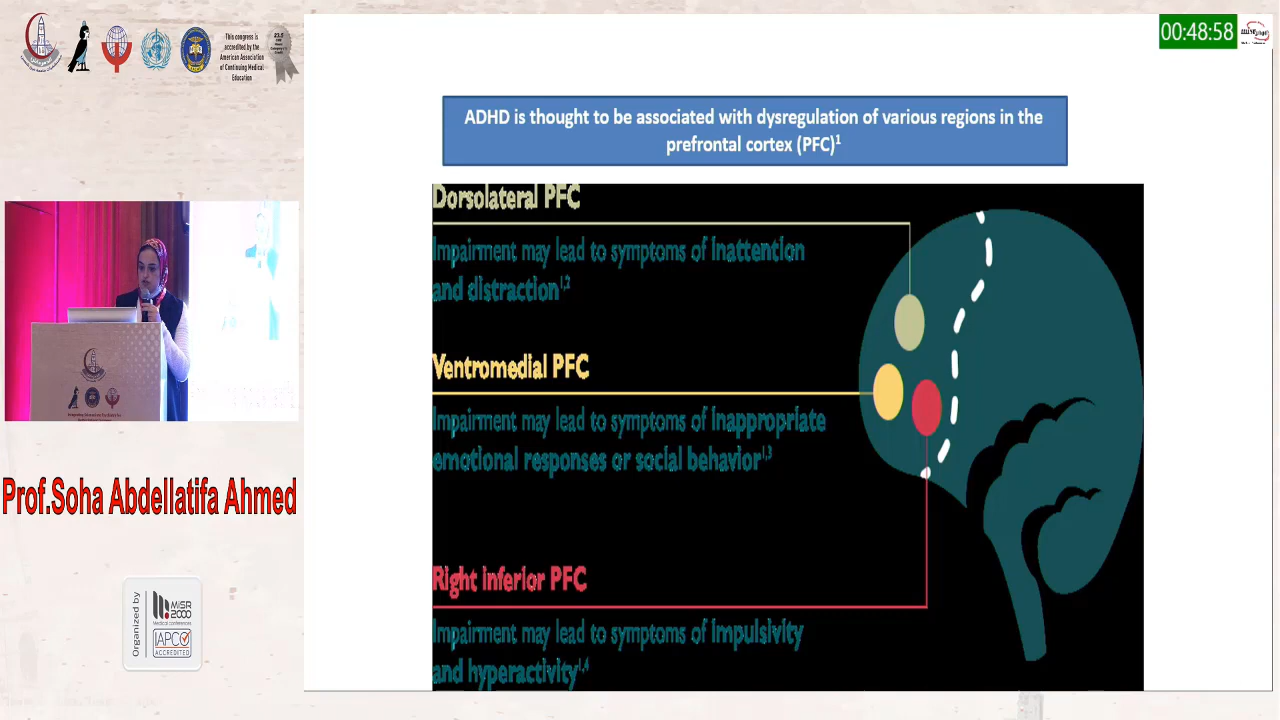 This congress is
accredited by the
American Association
of Continuing Medical
Education
00:48:58
ADHD is thought to be associated with dysregulation of various regions in the
prefrontal cortex (PFC)¹
Dorsolateral PFC
Impairment may lead to symptoms of inattention
and distraction¹,²
Ventromedial PFC
Impairment may lead to symptoms of inappropriate
emotional responses or social behavior¹,³
Right inferior PFC
Impairment may lead to symptoms of impulsivity
and hyperactivity¹,⁴
Prof.Soha Abdellatifa Ahmed
Organized by
MiSR
2000
Medical conferences
IAPCO
ACCREDITED